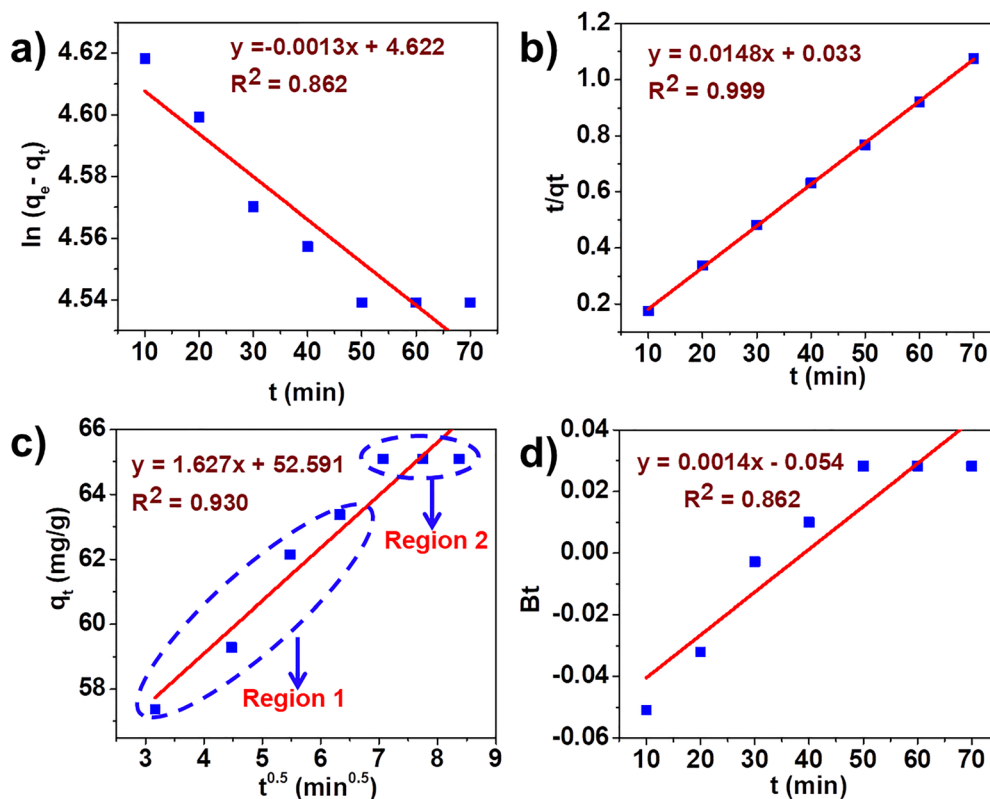 a)
y =-0.0013x + 4.622
R² = 0.862
4.62
4.60
4.58
4.56
4.54
ln (qₑ- qₜ)
10 20 30 40 50 60 70
t (min)
b)
y = 0.0148x + 0.033
R² = 0.999
1.2
1.0
0.8
0.6
0.4
0.2
t/qt
10 20 30 40 50 60 70
t (min)
c)
y = 1.627x + 52.591
R² = 0.930
66
64
62
60
58
qₜ (mg/g)
Region 2
Region 1
3 4 5 6 7 8 9
t^0.5 (min^0.5)
d)
y = 0.0014x - 0.054
R² = 0.862
0.04
0.02
0.00
-0.02
-0.04
-0.06
Bt
10 20 30 40 50 60 70
t (min)